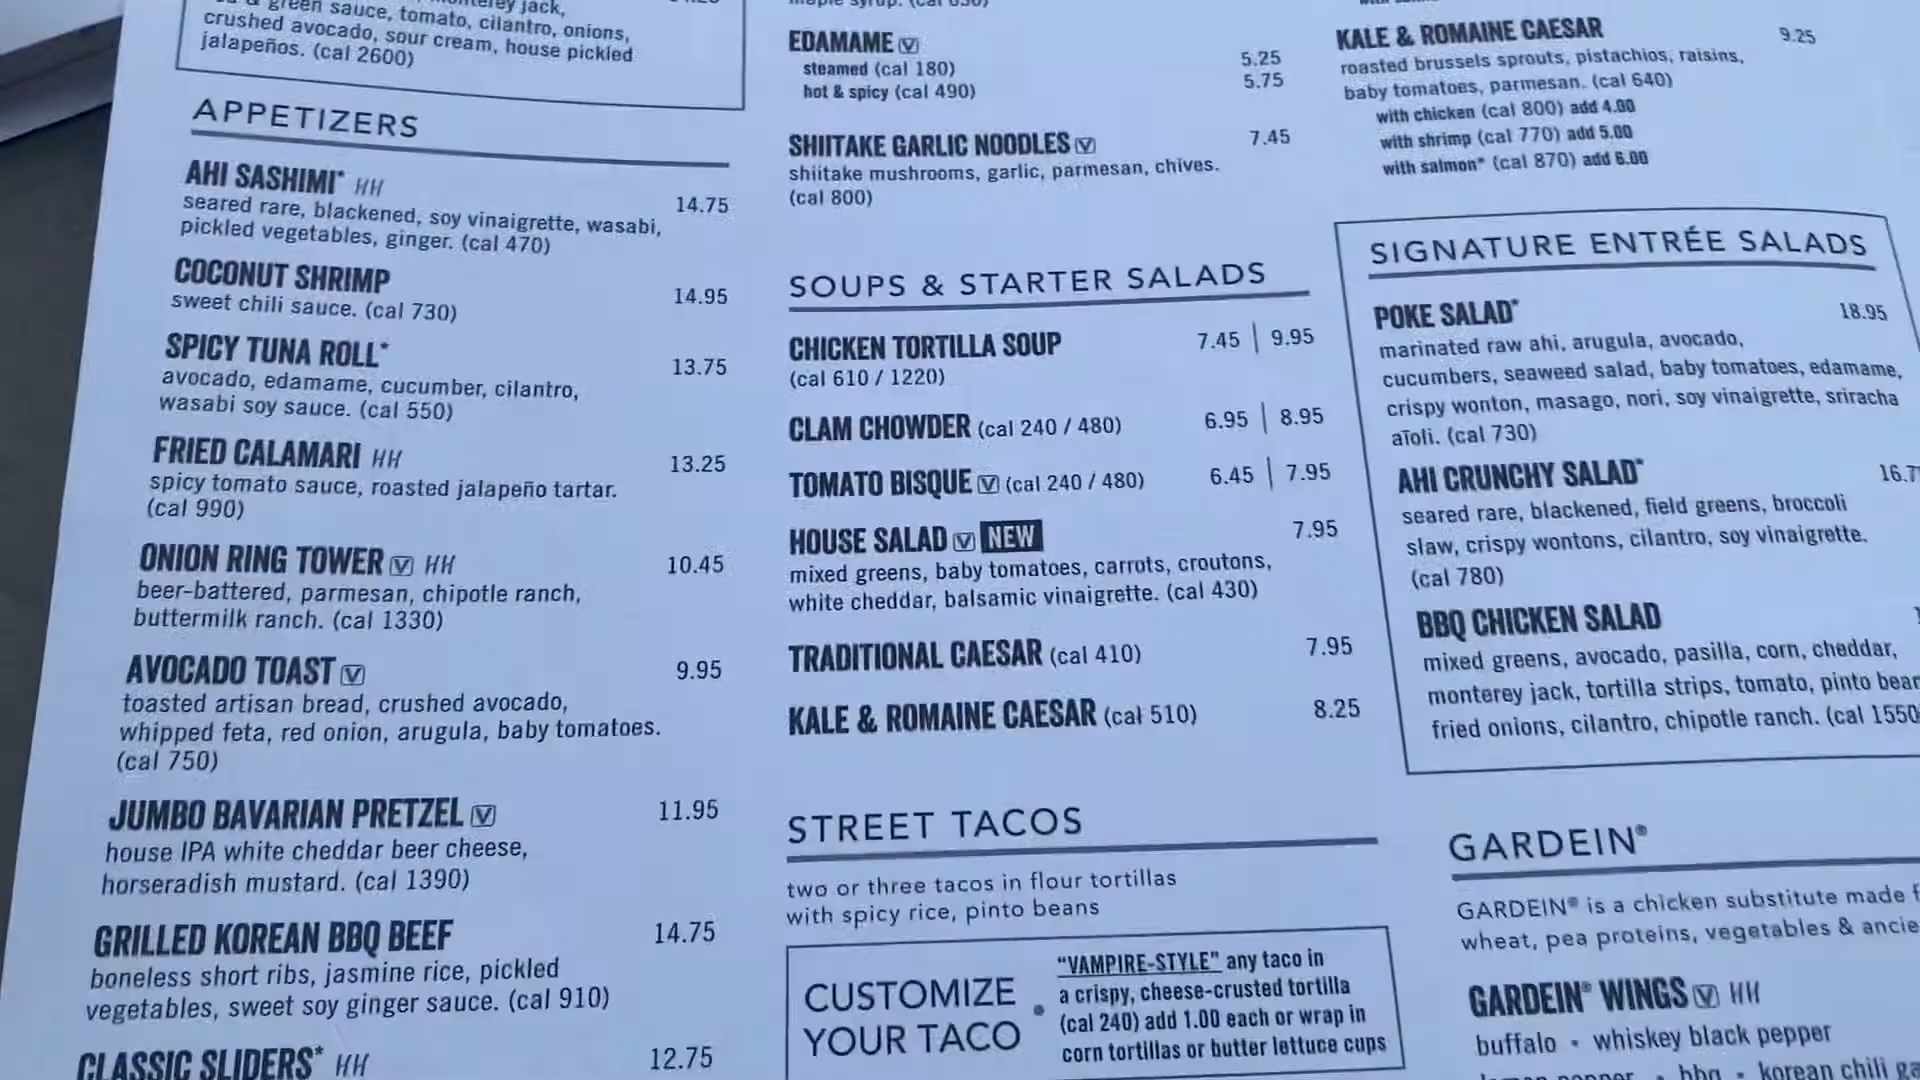 green sauce, tomato, cilantro, onions,
crushed avocado, sour cream, house pickled
jalapeños. (cal 2600)
APPETIZERS
AHI SASHIMI* HH 14.75
seared rare, blackened, soy vinaigrette, wasabi,
pickled vegetables, ginger. (cal 470)
COCONUT SHRIMP 14.95
sweet chili sauce. (cal 730)
SPICY TUNA ROLL* 13.75
avocado, edamame, cucumber, cilantro,
wasabi soy sauce. (cal 550)
FRIED CALAMARI HH 13.25
spicy tomato sauce, roasted jalapeño tartar.
(cal 990)
ONION RING TOWER V HH 10.45
beer-battered, parmesan, chipotle ranch,
buttermilk ranch. (cal 1330)
AVOCADO TOAST V 9.95
toasted artisan bread, crushed avocado,
whipped feta, red onion, arugula, baby tomatoes.
(cal 750)
JUMBO BAVARIAN PRETZEL V 11.95
house IPA white cheddar beer cheese,
horseradish mustard. (cal 1390)
GRILLED KOREAN BBQ BEEF 14.75
boneless short ribs, jasmine rice, pickled
vegetables, sweet soy ginger sauce. (cal 910)
CLASSIC SLIDERS* HH 12.75
EDAMAME V
steamed (cal 180) 5.25
hot & spicy (cal 490) 5.75
SHIITAKE GARLIC NOODLES V 7.45
shiitake mushrooms, garlic, parmesan, chives.
(cal 800)
SOUPS & STARTER SALADS
CHICKEN TORTILLA SOUP 7.45 | 9.95
(cal 610 / 1220)
CLAM CHOWDER (cal 240 / 480) 6.95 | 8.95
TOMATO BISQUE V (cal 240 / 480) 6.45 | 7.95
HOUSE SALAD V NEW 7.95
mixed greens, baby tomatoes, carrots, croutons,
white cheddar, balsamic vinaigrette. (cal 430)
TRADITIONAL CAESAR (cal 410) 7.95
KALE & ROMAINE CAESAR (cal 510) 8.25
STREET TACOS
two or three tacos in flour tortillas
with spicy rice, pinto beans
CUSTOMIZE
YOUR TACO
• "VAMPIRE-STYLE" any taco in
a crispy, cheese-crusted tortilla
(cal 240) add 1.00 each or wrap in
corn tortillas or butter lettuce cups
KALE & ROMAINE CAESAR 9.25
roasted brussels sprouts, pistachios, raisins,
baby tomatoes, parmesan. (cal 640)
with chicken (cal 800) add 4.00
with shrimp (cal 770) add 5.00
with salmon* (cal 870) add 6.00
SIGNATURE ENTRÉE SALADS
POKE SALAD* 18.95
marinated raw ahi, arugula, avocado,
cucumbers, seaweed salad, baby tomatoes, edamame,
crispy wonton, masago, nori, soy vinaigrette, sriracha
aïoli. (cal 730)
AHI CRUNCHY SALAD* 16.7
seared rare, blackened, field greens, broccoli
slaw, crispy wontons, cilantro, soy vinaigrette.
(cal 780)
BBQ CHICKEN SALAD
mixed greens, avocado, pasilla, corn, cheddar,
monterey jack, tortilla strips, tomato, pinto bean
fried onions, cilantro, chipotle ranch. (cal 1550
GARDEIN®
GARDEIN® is a chicken substitute made f
wheat, pea proteins, vegetables & ancie
GARDEIN® WINGS V HH
buffalo • whiskey black pepper
bbq • korean chili ga